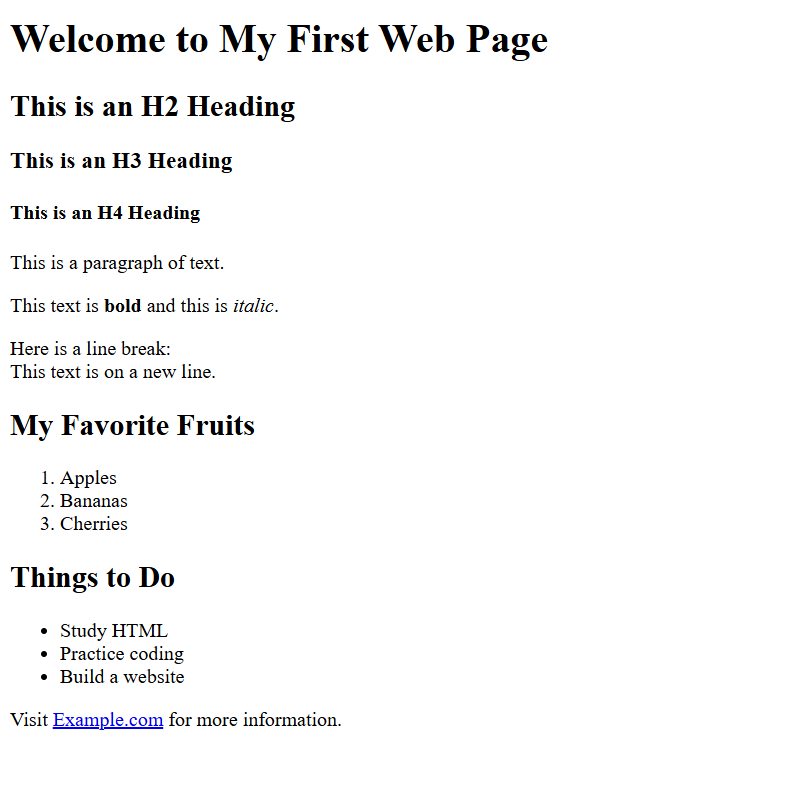 Welcome to My First Web Page
This is an H2 Heading
This is an H3 Heading
This is an H4 Heading
This is a paragraph of text.
This text is bold and this is italic.
Here is a line break:
This text is on a new line.
My Favorite Fruits
1. Apples
2. Bananas
3. Cherries
Things to Do
• Study HTML
• Practice coding
• Build a website
Visit Example.com for more information.